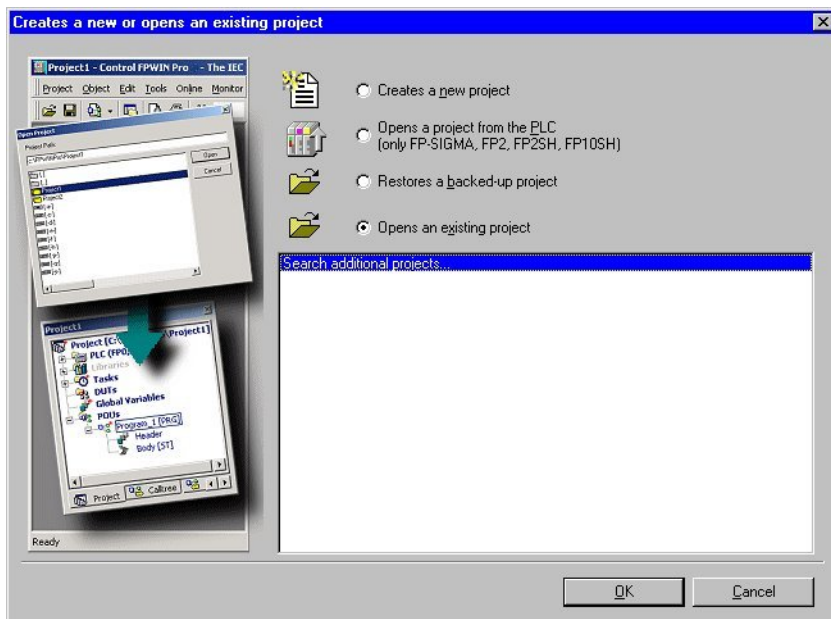 Creates a new or opens an existing project
Project1 - Control FPWIN Pro - The IEC
Project Object Edit Tools Online Monitor
Open Project
Project Path:
Open
Cancel
Project1
Project2
Project1
Project [C:\ \Project1]
PLC (FP0)
Libraries
Tasks
DUTs
Global Variables
POUs
Program_1 [PRG]
Header
Body [ST]
Project Calltree
Ready
Creates a new project
Opens a project from the PLC
(only FP-SIGMA, FP2, FP2SH, FP10SH)
Restores a backed-up project
Opens an existing project
Search additional projects...
OK Cancel